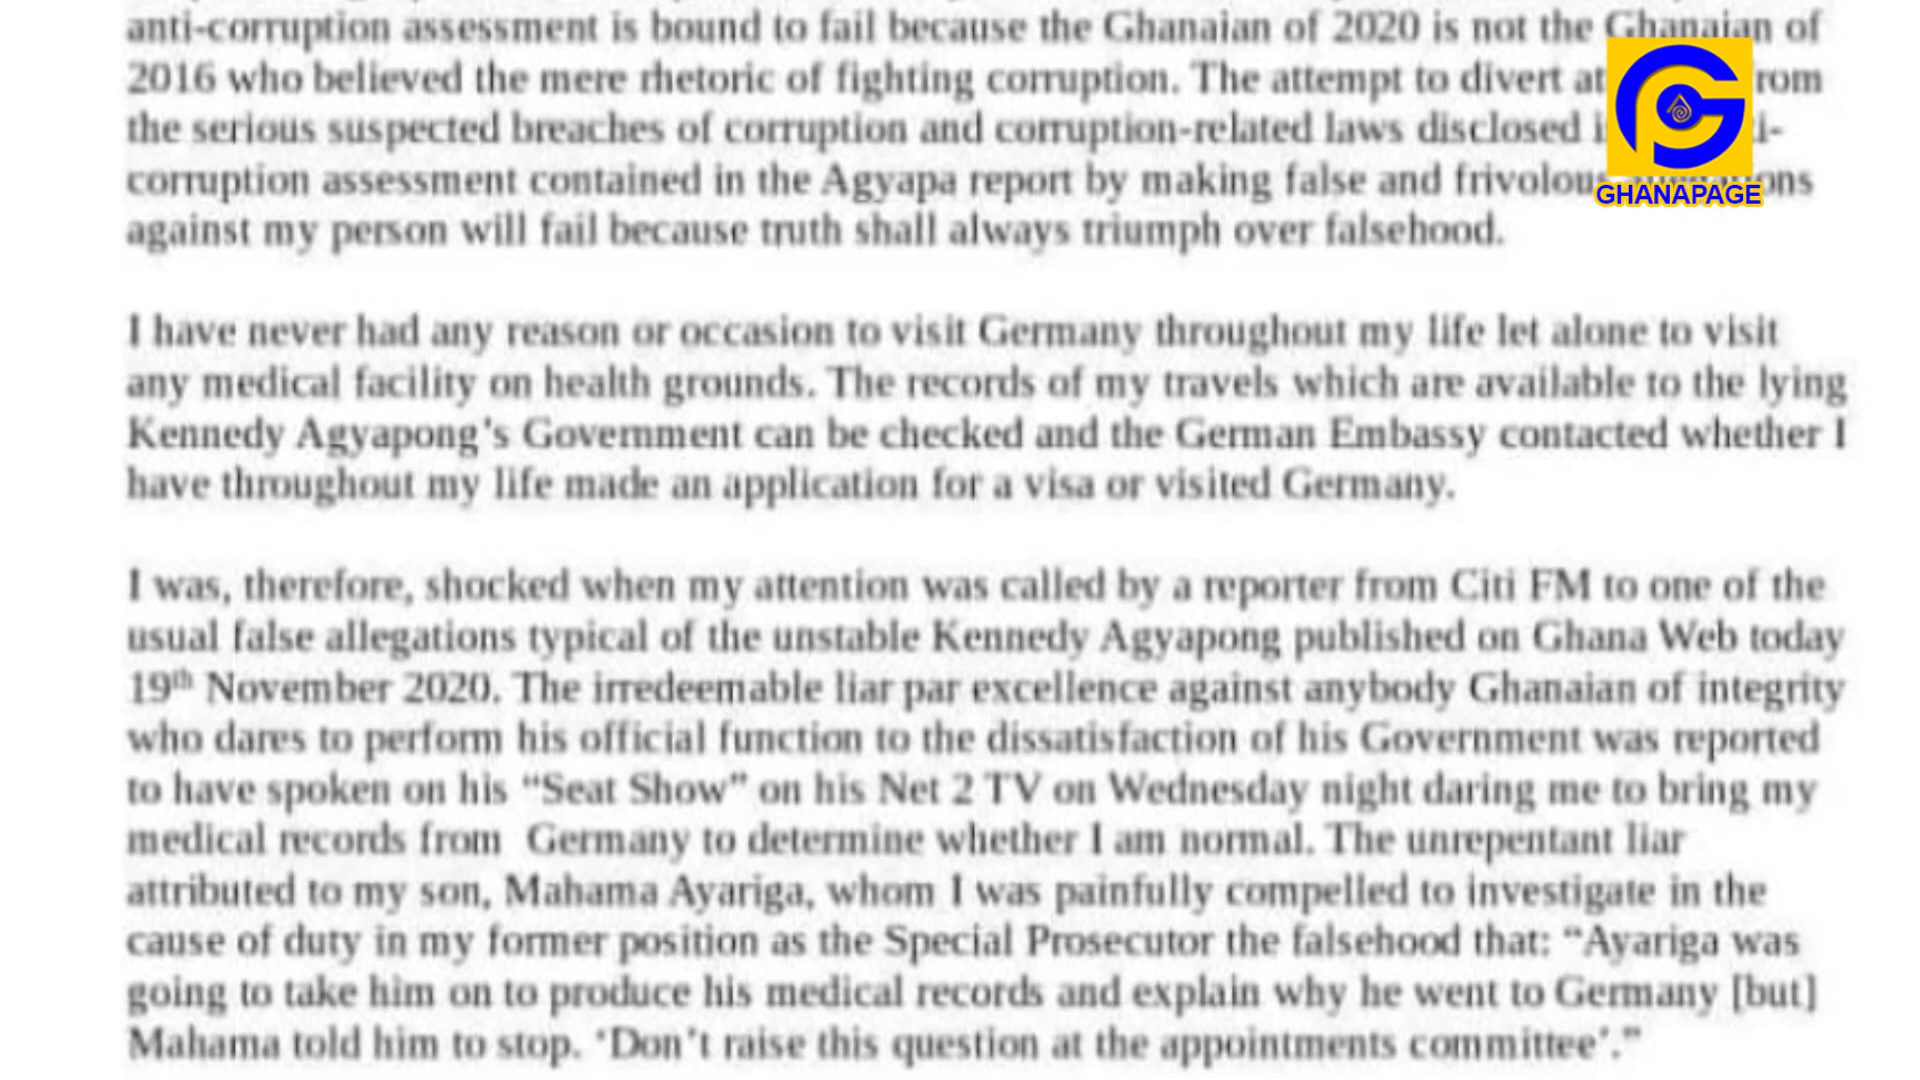 anti-corruption assessment is bound to fail because the Ghanaian of 2020 is not the Ghanaian of
2016 who believed the mere rhetoric of fighting corruption. The attempt to divert
the serious suspected breaches of corruption and corruption-related laws disclosed
corruption assessment contained in the Agyapa report by making false and frivolous
against my person will fail because truth shall always triumph over falsehood.
GHANAPAGE
I have never had any reason or occasion to visit Germany throughout my life let alone to visit
any medical facility on health grounds. The records of my travels which are available to the lying
Kennedy Agyapong's Government can be checked and the German Embassy contacted whether I
have throughout my life made an application for a visa or visited Germany.
I was, therefore, shocked when my attention was called by a reporter from Citi FM to one of the
usual false allegations typical of the unstable Kennedy Agyapong published on Ghana Web today
19th November 2020. The irredeemable liar par excellence against anybody Ghanaian of integrity
who dares to perform his official function to the dissatisfaction of his Government was reported
to have spoken on his “Seat Show” on his Net 2 TV on Wednesday night daring me to bring my
medical records from Germany to determine whether I am normal. The unrepentant liar
attributed to my son, Mahama Ayariga, whom I was painfully compelled to investigate in the
cause of duty in my former position as the Special Prosecutor the falsehood that: “Ayariga was
going to take him on to produce his medical records and explain why he went to Germany [but]
Mahama told him to stop. ‘Don't raise this question at the appointments committee’.”